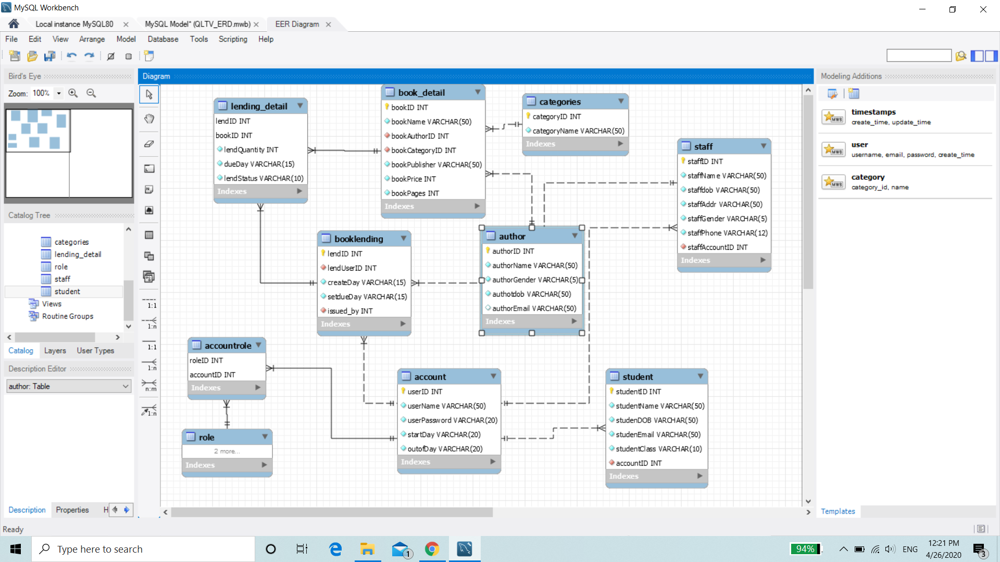 MySQL Workbench
Local instance MySQL80
MySQL Model* (QLTV_ERD.mwb)
EER Diagram
File Edit View Arrange Model Database Tools Scripting Help
Bird's Eye
Zoom: 100%
Catalog Tree
categories
lending_detail
role
staff
student
Views
Routine Groups
Catalog Layers User Types
Description Editor
author: Table
Description Properties H
Ready
Diagram
1:1
1:n
1:1
1:n
n:m
1:n
lending_detail
lendID INT
bookID INT
lendQuantity INT
dueDay VARCHAR(15)
lendStatus VARCHAR(10)
Indexes
book_detail
bookID INT
bookName VARCHAR(50)
bookAuthorID INT
bookCategoryID INT
bookPublisher VARCHAR(50)
bookPrice INT
bookPages INT
Indexes
categories
categoryID INT
categoryName VARCHAR(50)
Indexes
staff
staffID INT
staffName VARCHAR(50)
staffdob VARCHAR(50)
staffAddr VARCHAR(50)
staffGender VARCHAR(5)
staffPhone VARCHAR(12)
staffAccountID INT
Indexes
booklending
lendID INT
lendUserID INT
createDay VARCHAR(15)
setdueDay VARCHAR(15)
issued_by INT
Indexes
author
authorID INT
authorName VARCHAR(50)
authorGender VARCHAR(5)
authotdob VARCHAR(50)
authorEmail VARCHAR(50)
Indexes
accountrole
roleID INT
accountID INT
Indexes
role
2 more...
Indexes
account
userID INT
userName VARCHAR(50)
userPassword VARCHAR(20)
startDay VARCHAR(20)
outofDay VARCHAR(20)
Indexes
student
studentID INT
studentName VARCHAR(50)
studenDOB VARCHAR(50)
studenEmail VARCHAR(50)
studentClass VARCHAR(10)
accountID INT
Indexes
Modeling Additions
MWB
timestamps
create_time, update_time
MWB
user
username, email, password, create_time
MWB
category
category_id, name
Templates
Type here to search
1
94%
ENG
12:21 PM
4/26/2020
3